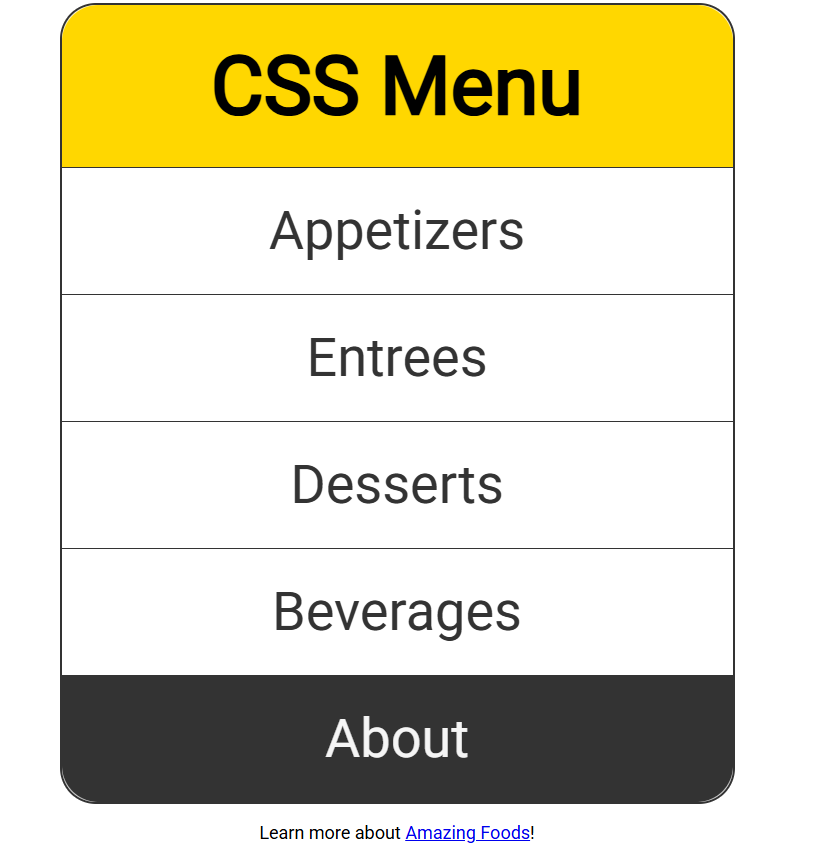 CSS Menu
Appetizers
Entrees
Desserts
Beverages
About
Learn more about Amazing Foods!